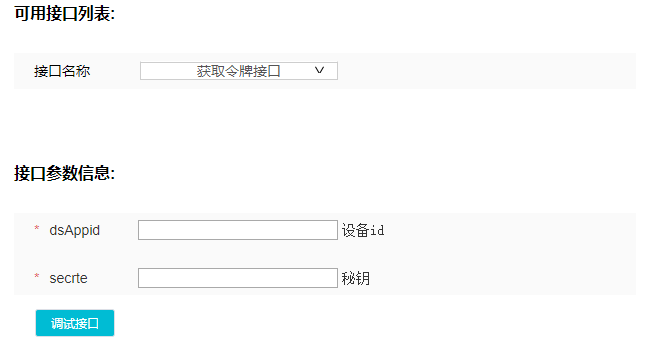 可用接口列表:
接口名称 获取令牌接口
接口参数信息:
* dsAppid 设备id
* secrte 秘钥
调试接口